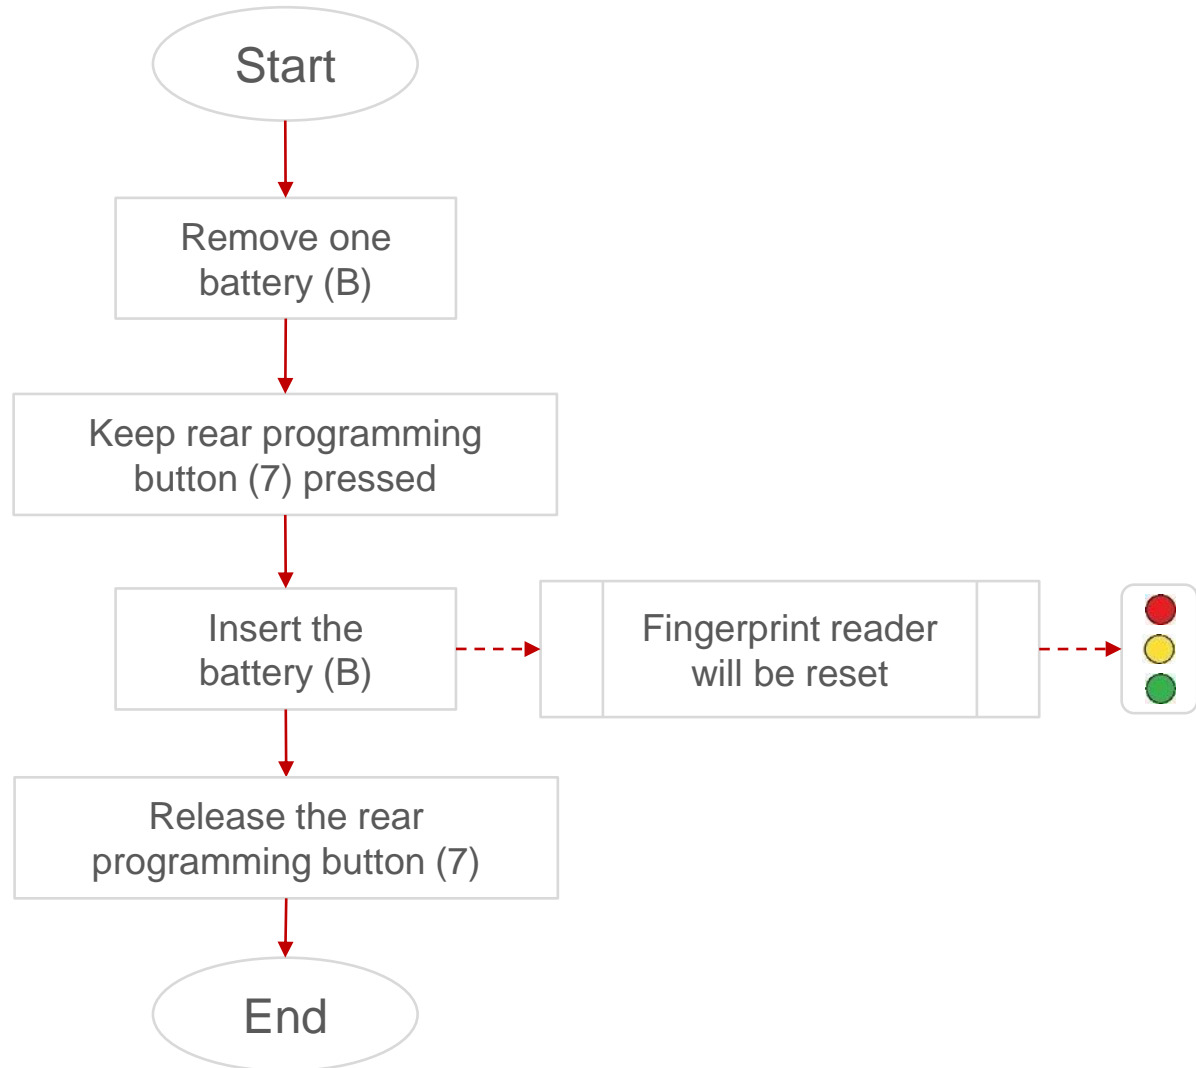 Start
Remove one
battery (B)
Keep rear programming
button (7) pressed
Insert the
battery (B)
Fingerprint reader
will be reset
Release the rear
programming button (7)
End